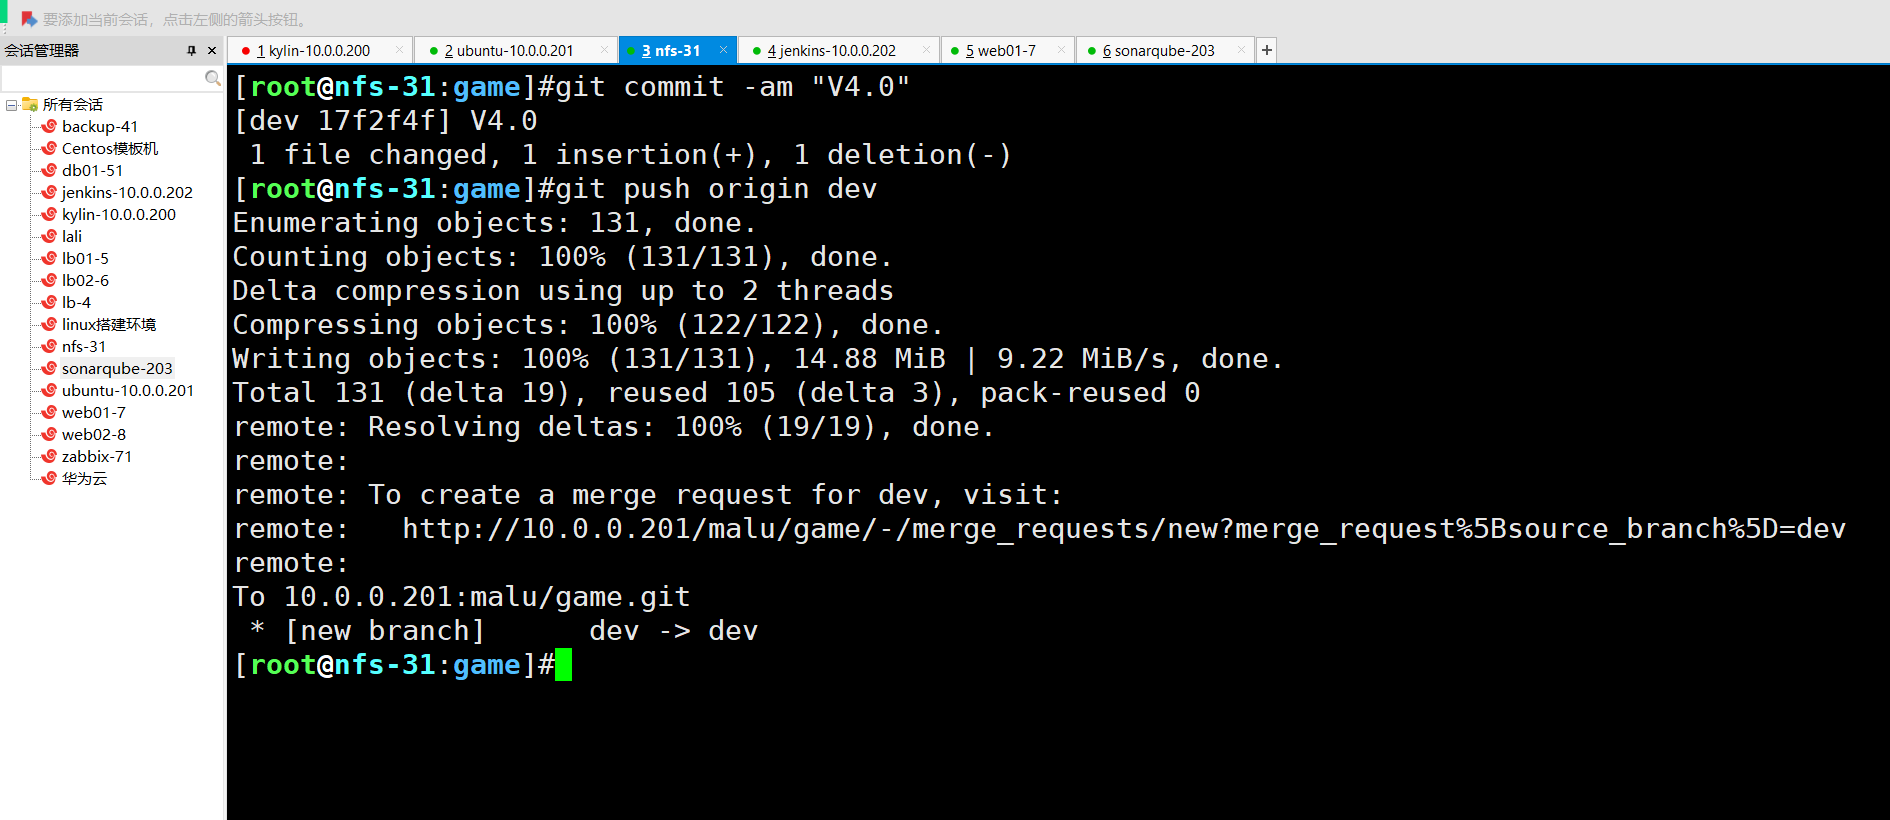 要添加当前会话，点击左侧的箭头按钮。
会话管理器
1 kylin-10.0.0.200
2 ubuntu-10.0.0.201
3 nfs-31
4 jenkins-10.0.0.202
5 web01-7
6 sonarqube-203
所有会话
backup-41
Centos模板机
db01-51
jenkins-10.0.0.202
kylin-10.0.0.200
lali
lb01-5
lb02-6
lb-4
linux搭建环境
nfs-31
sonarqube-203
ubuntu-10.0.0.201
web01-7
web02-8
zabbix-71
华为云
[root@nfs-31:game]#git commit -am "V4.0"
[dev 17f2f4f] V4.0
 1 file changed, 1 insertion(+), 1 deletion(-)
[root@nfs-31:game]#git push origin dev
Enumerating objects: 131, done.
Counting objects: 100% (131/131), done.
Delta compression using up to 2 threads
Compressing objects: 100% (122/122), done.
Writing objects: 100% (131/131), 14.88 MiB | 9.22 MiB/s, done.
Total 131 (delta 19), reused 105 (delta 3), pack-reused 0
remote: Resolving deltas: 100% (19/19), done.
remote:
remote: To create a merge request for dev, visit:
remote:   http://10.0.0.201/malu/game/-/merge_requests/new?merge_request%5Bsource_branch%5D=dev
remote:
To 10.0.0.201:malu/game.git
 * [new branch]      dev -> dev
[root@nfs-31:game]#